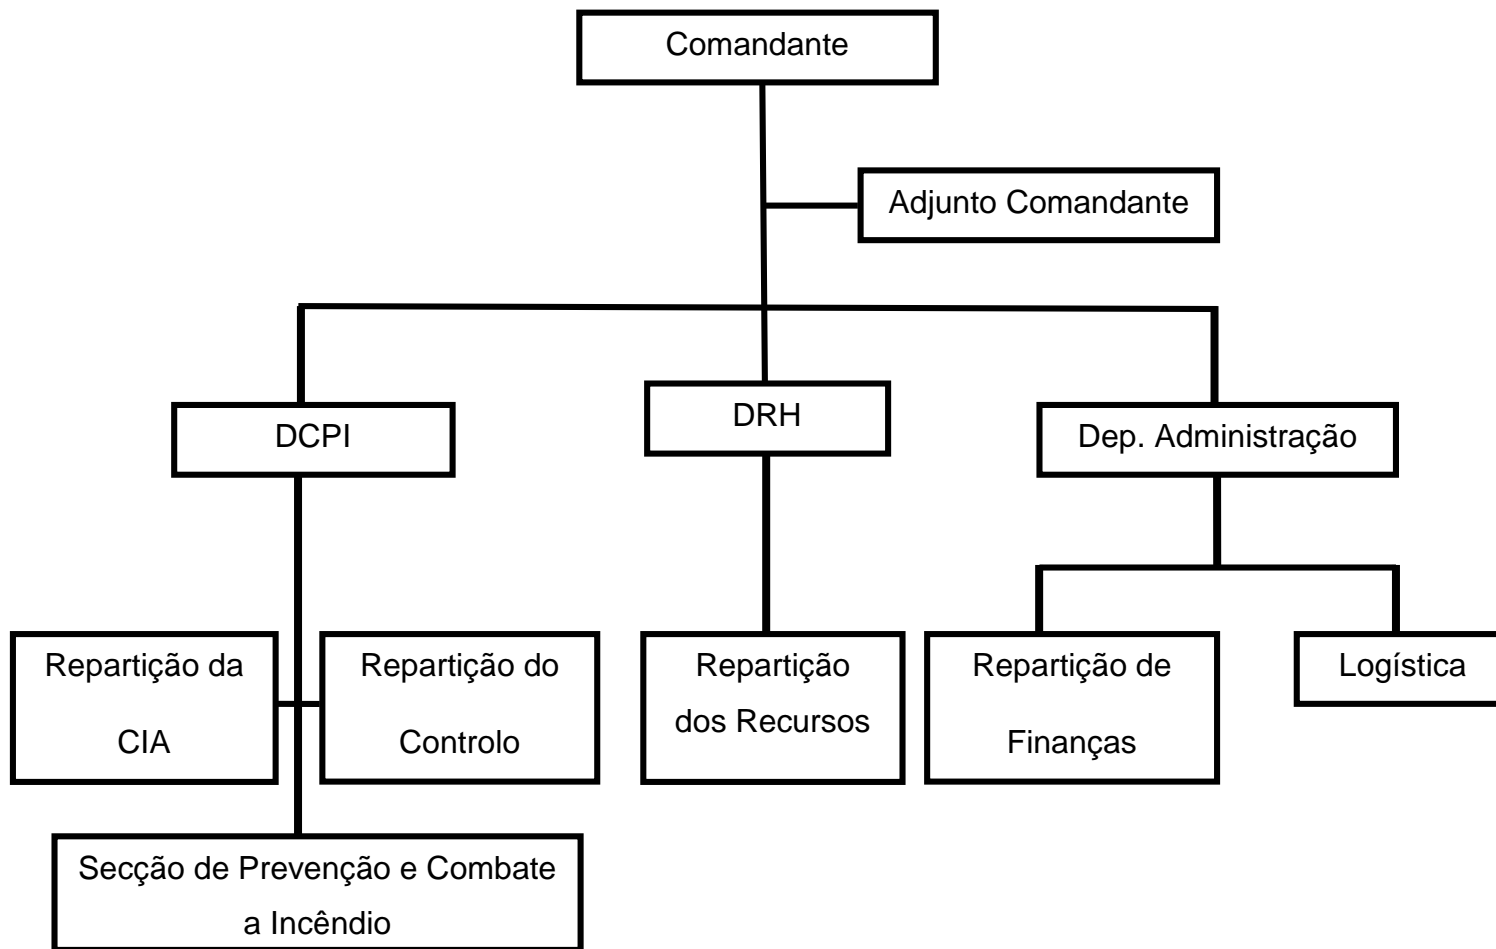 Comandante
Adjunto Comandante
DCPI
DRH
Dep. Administração
Repartição da
CIA
Repartição do
Controlo
Repartição
dos Recursos
Repartição de
Finanças
Logística
Secção de Prevenção e Combate
a Incêndio